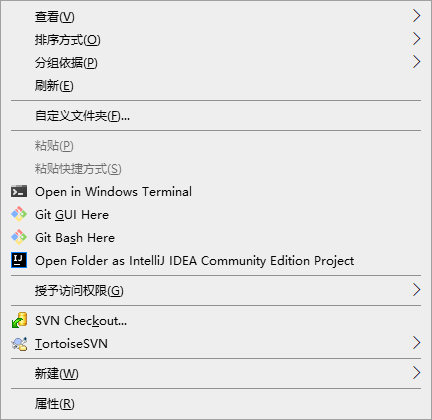 查看(V)
排序方式(O)
分组依据(P)
刷新(E)
自定义文件夹(F)...
粘贴(P)
粘贴快捷方式(S)
Open in Windows Terminal
Git GUI Here
Git Bash Here
Open Folder as IntelliJ IDEA Community Edition Project
授予访问权限(G)
SVN Checkout...
TortoiseSVN
新建(W)
属性(R)